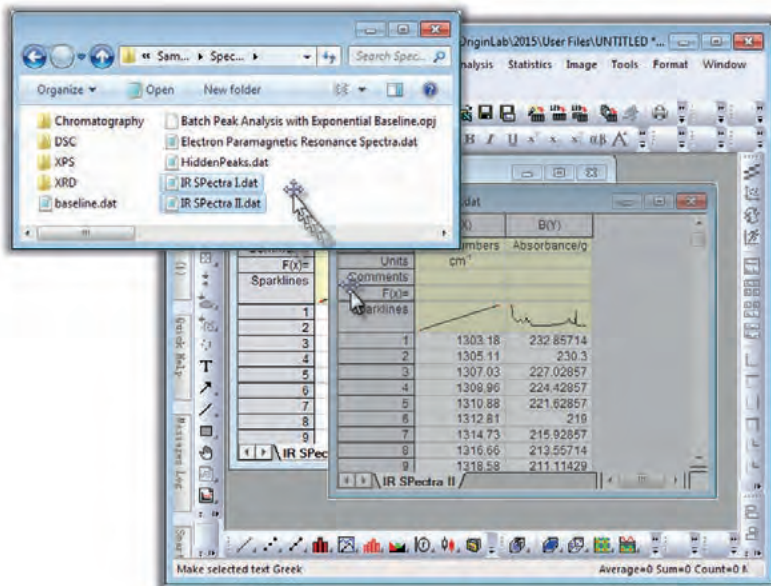 OriginLab\2015\User Files\UNTITLED *...
« Sam... ▸ Spec... ▸
Search Spec...
nalysis Statistics Image Tools Format Window
Organize Open New folder
Chromatography
DSC
XPS
XRD
baseline.dat
Batch Peak Analysis with Exponential Baseline.opj
Electron Paramagnetic Resonance Spectra.dat
HiddenPeaks.dat
IR SPectra I.dat
IR SPectra II.dat
B I U αβ A
.dat
X) B(Y)
mbers Absorbance/g
Units cm⁻¹
Comments
F(x)=
Sparklines
1 1303.18 232.85714
2 1305.11 230.3
3 1307.03 227.02857
4 1308.96 224.42857
5 1310.88 221.62857
6 1312.81 219
7 1314.73 215.92857
8 1316.66 213.55714
9 1318.58 211.11429
IR SPectra II
F(x)=
Sparklines
1
2
3
4
5
6
7
8
9
IR SPec
(1)
Quick Help
Messages Log
Smart
T
Make selected text Greek
Average=0 Sum=0 Count=0